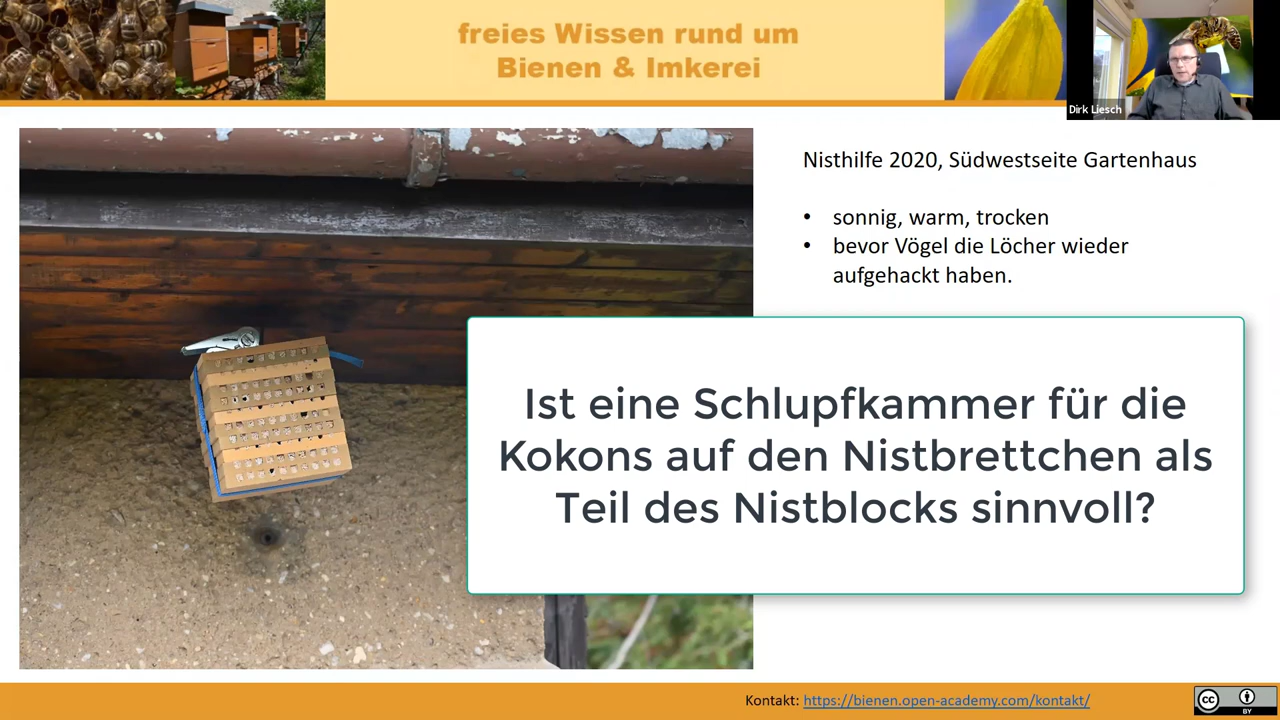 freies Wissen rund um
Bienen & Imkerei
Dirk Liesch
Nisthilfe 2020, Südwestseite Gartenhaus
• sonnig, warm, trocken
• bevor Vögel die Löcher wieder
aufgehackt haben.
Ist eine Schlupfkammer für die
Kokons auf den Nistbrettchen als
Teil des Nistblocks sinnvoll?
Kontakt: https://bienen.open-academy.com/kontakt/
CC
BY